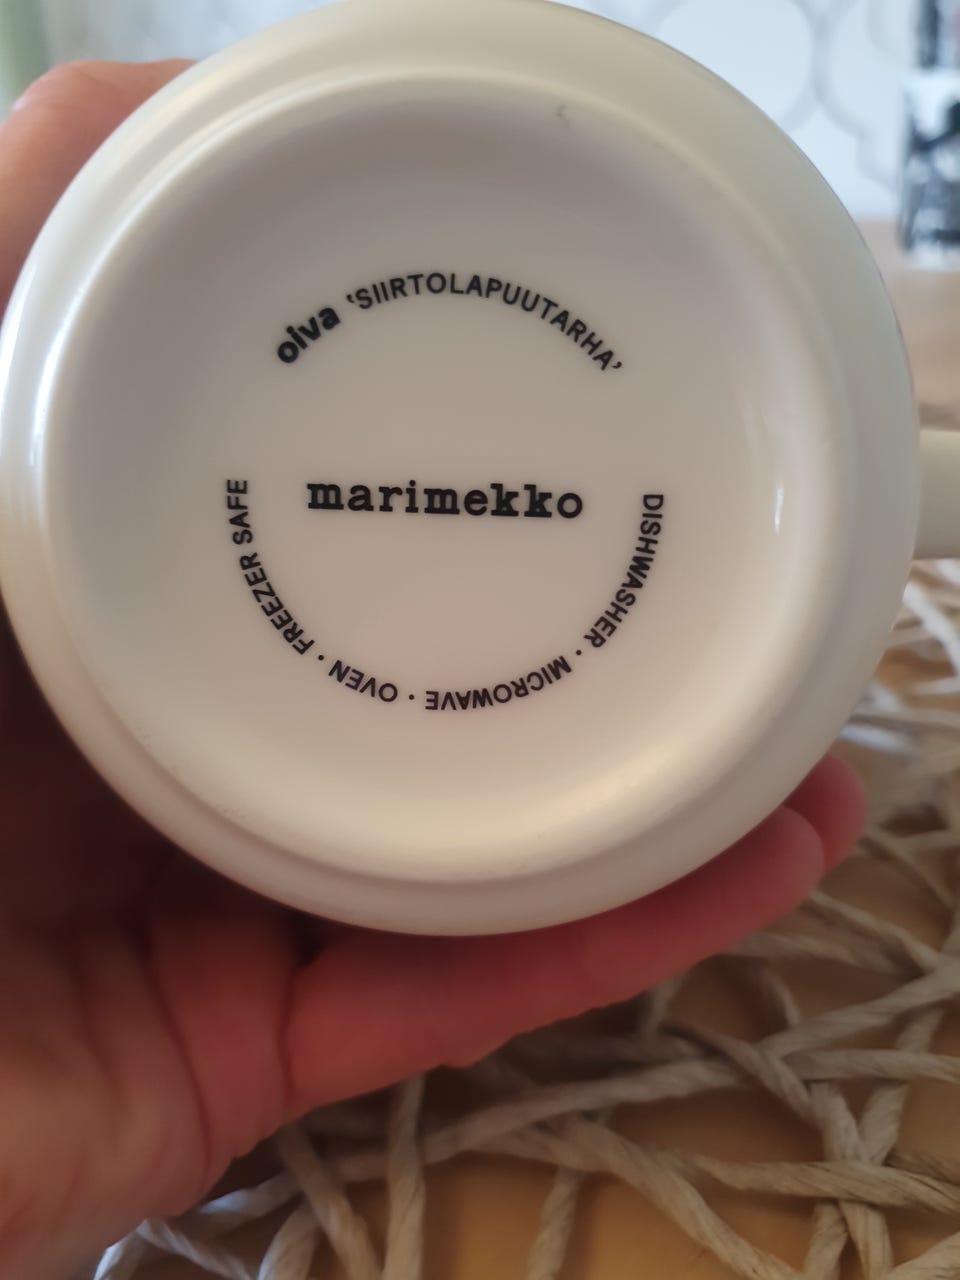 oiva 'SIIRTOLAPUUTARHA'
marimekko
DISHWASHER · MICROWAVE · OVEN · FREEZER SAFE